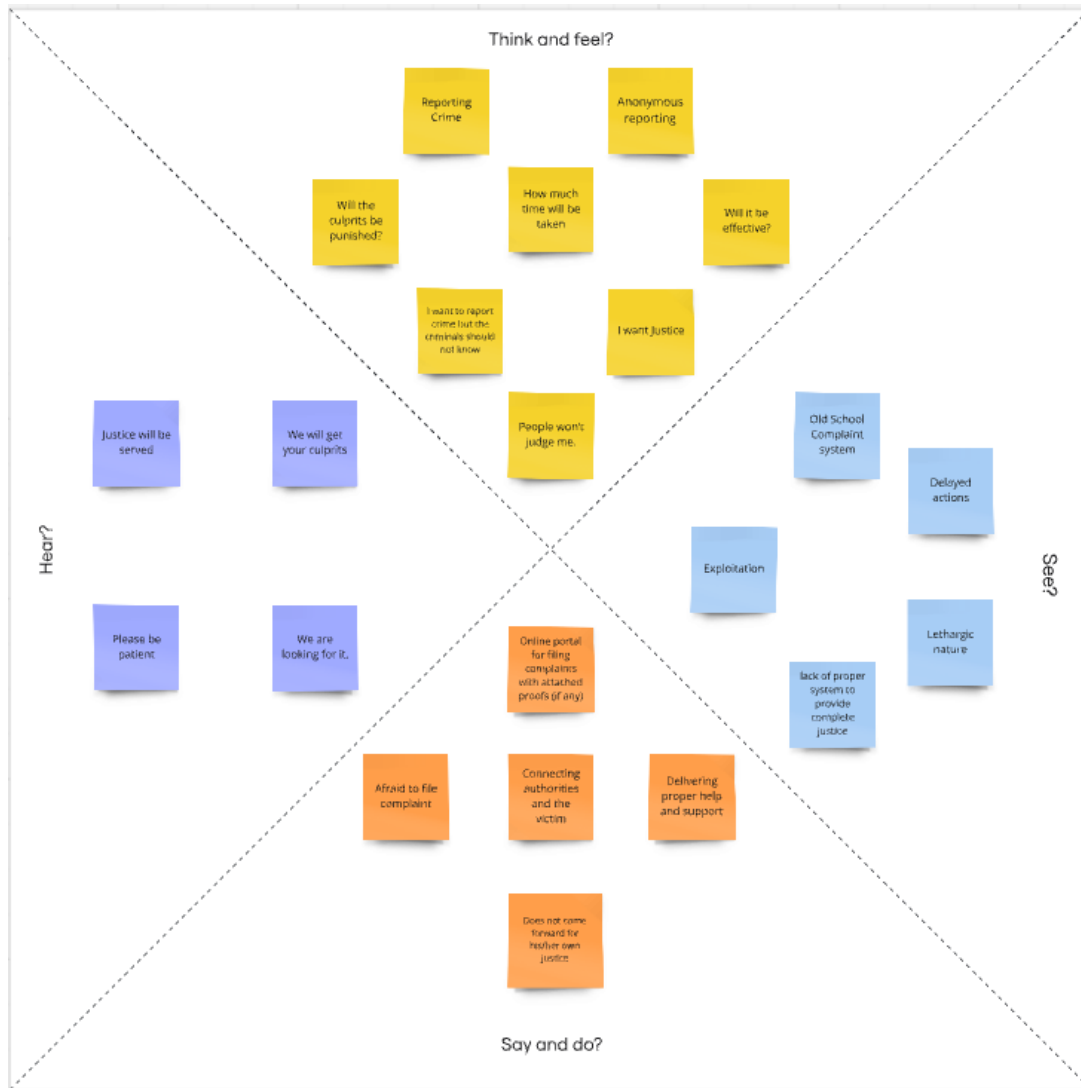 Think and feel?
Reporting
Crime
Anonymous
reporting
Will the
culprits be
punished?
How much
time will be
taken
Will it be
effective?
I want to report
crime but the
criminals should
not know
I want Justice
People won't
judge me.
Hear?
Justice will be
served
We will get
your culprits
Please be
patient
We are
looking for it.
See?
Old School
Complaint
system
Delayed
actions
Exploitation
Lethargic
nature
lack of proper
system to
provide
complete
justice
Online portal
for filing
complaints
with attached
proofs (if any)
Afraid to file
complaint
Connecting
authorities
and the
victim
Delivering
proper help
and support
Does not come
forward for
his/her own
justice
Say and do?